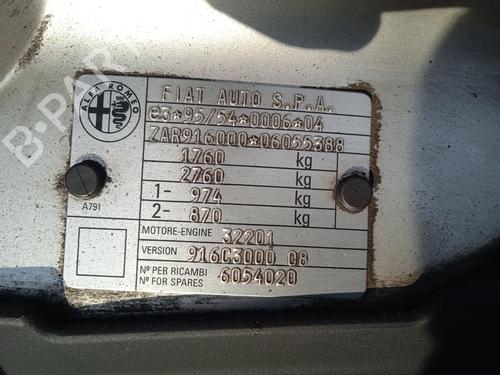 FIAT AUTO S.P.A.
e3*95/54*0006*04
ZAR916000*06055388
1760 kg
2760 kg
1- 974 kg
2- 870 kg
ALFA ROMEO
A791
MOTORE-ENGINE 32201
VERSION 916C3000 08
Nº PER RICAMBI 6054020
Nº FOR SPARES
B-PARTS